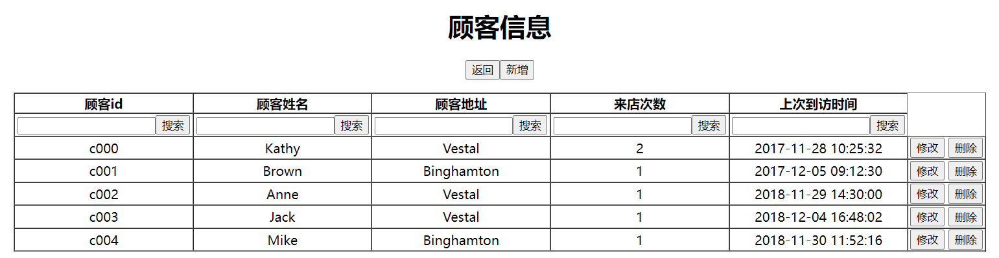 顾客信息
返回 新增
顾客id 顾客姓名 顾客地址 来店次数 上次到访时间
搜索 搜索 搜索 搜索 搜索
c000 Kathy Vestal 2 2017-11-28 10:25:32 修改 删除
c001 Brown Binghamton 1 2017-12-05 09:12:30 修改 删除
c002 Anne Vestal 1 2018-11-29 14:30:00 修改 删除
c003 Jack Vestal 1 2018-12-04 16:48:02 修改 删除
c004 Mike Binghamton 1 2018-11-30 11:52:16 修改 删除